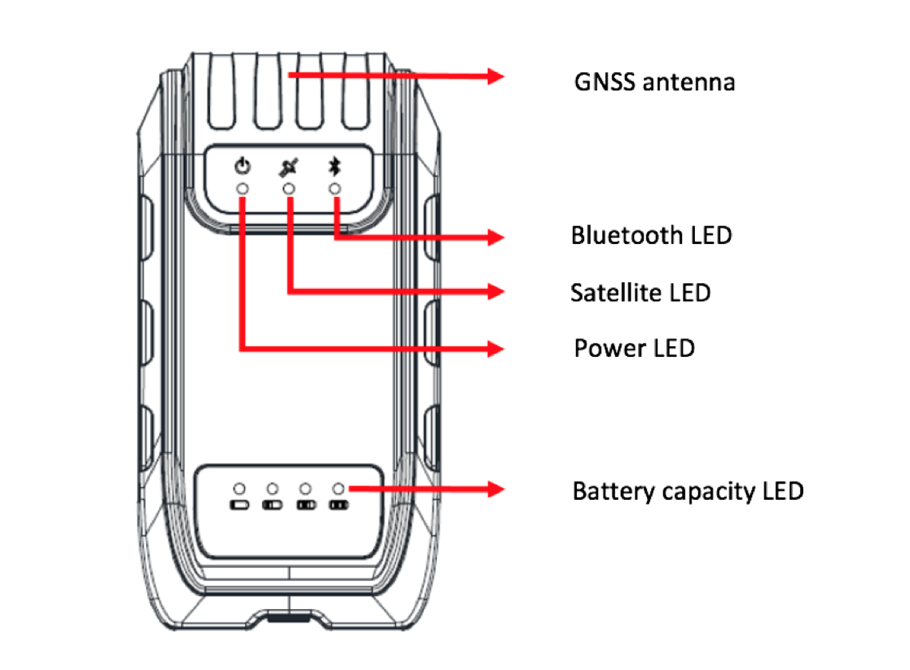 GNSS antenna
Bluetooth LED
Satellite LED
Power LED
Battery capacity LED